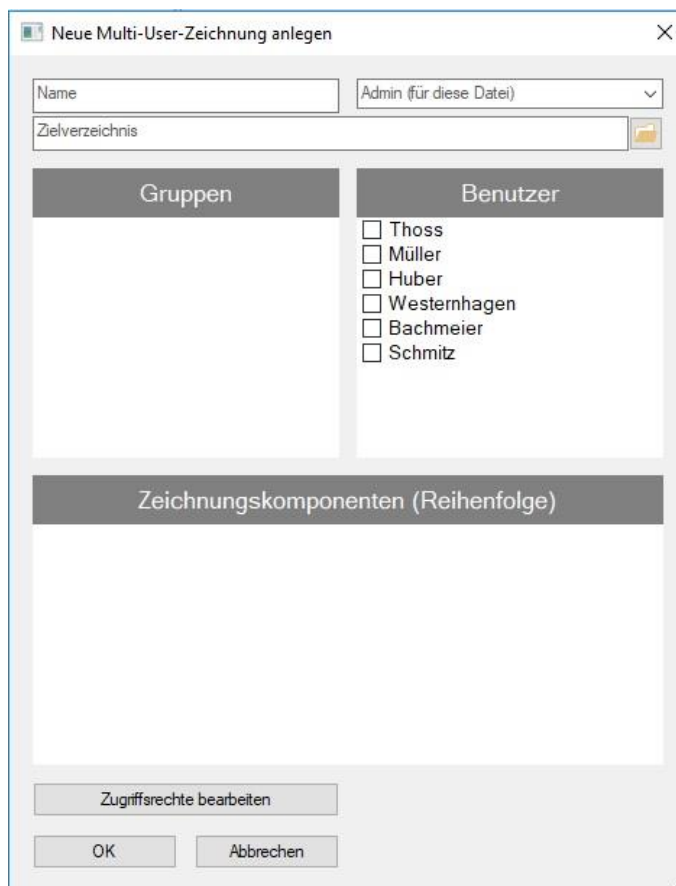 Neue Multi-User-Zeichnung anlegen
Name
Admin (für diese Datei)
Zielverzeichnis
Gruppen
Benutzer
Thoss
Müller
Huber
Westernhagen
Bachmeier
Schmitz
Zeichnungskomponenten (Reihenfolge)
Zugriffsrechte bearbeiten
OK
Abbrechen